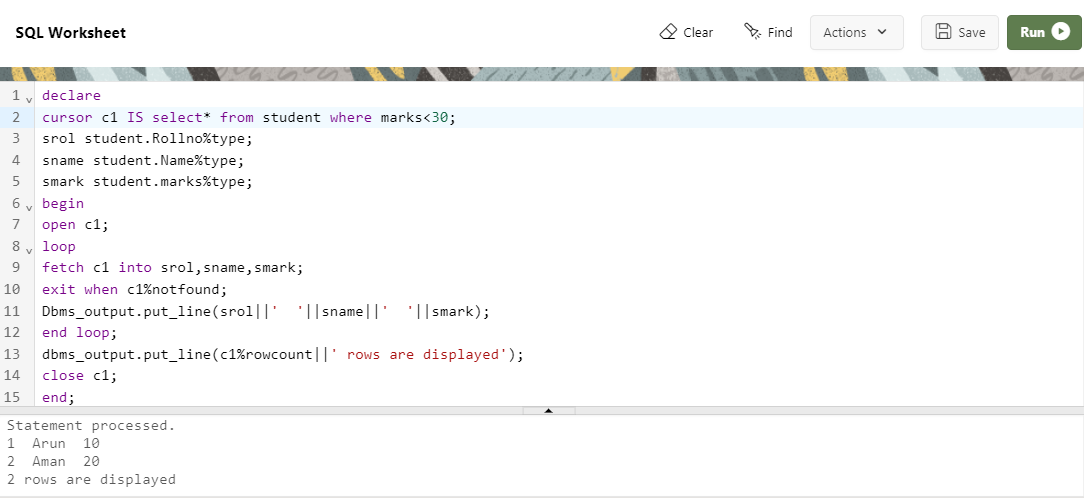 SQL Worksheet
Clear Find Actions Save Run
1 declare
2 cursor c1 IS select* from student where marks<30;
3 srol student.Rollno%type;
4 sname student.Name%type;
5 smark student.marks%type;
6 begin
7 open c1;
8 loop
9 fetch c1 into srol,sname,smark;
10 exit when c1%notfound;
11 Dbms_output.put_line(srol||'  '||sname||'  '||smark);
12 end loop;
13 dbms_output.put_line(c1%rowcount||' rows are displayed');
14 close c1;
15 end;
Statement processed.
1  Arun  10
2  Aman  20
2 rows are displayed